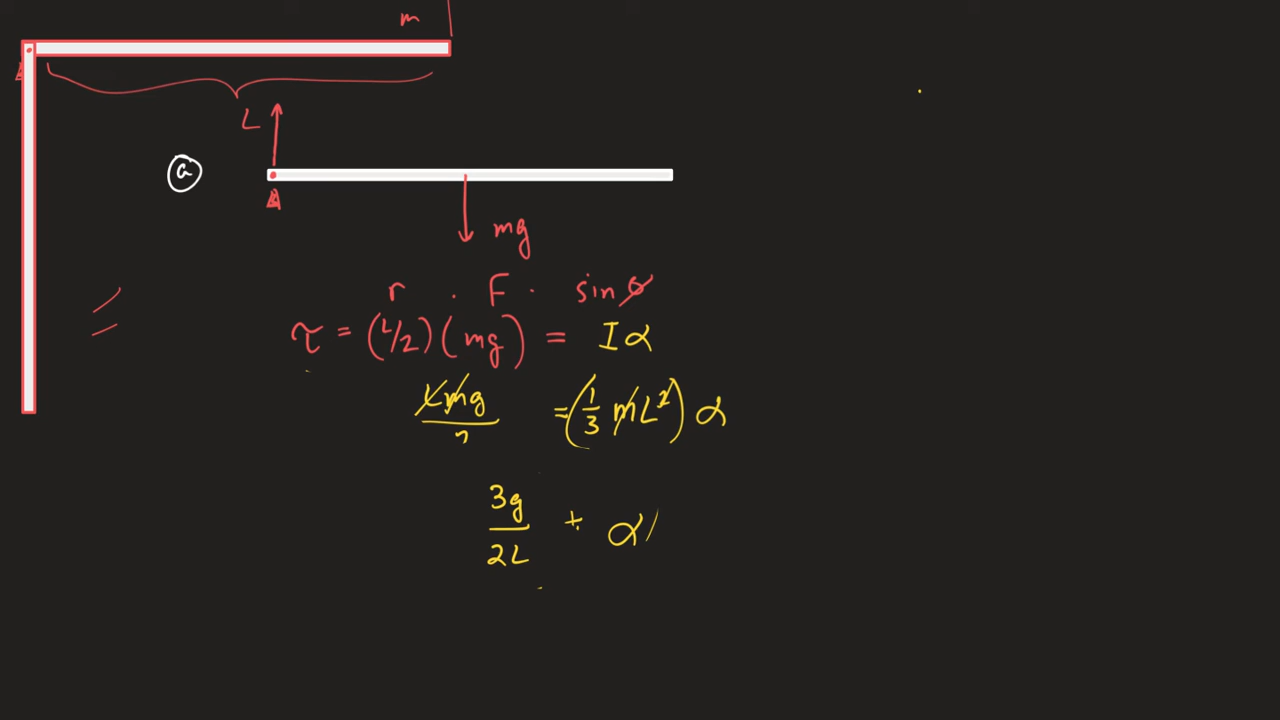 m
L
a
mg
r . F . sin θ
τ = (L/2)(mg) = Iα
Lmg/2 = (1/3 mL²) α
3g/2L + α